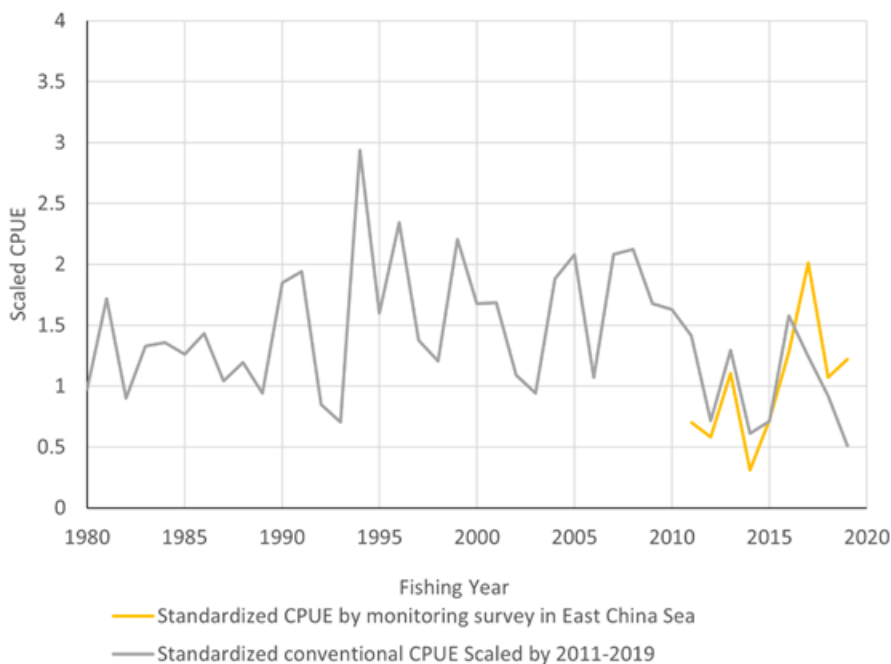 4
3.5
3
2.5
2
1.5
1
0.5
0
Scaled CPUE
1980 1985 1990 1995 2000 2005 2010 2015 2020
Fishing Year
Standardized CPUE by monitoring survey in East China Sea
Standardized conventional CPUE Scaled by 2011-2019